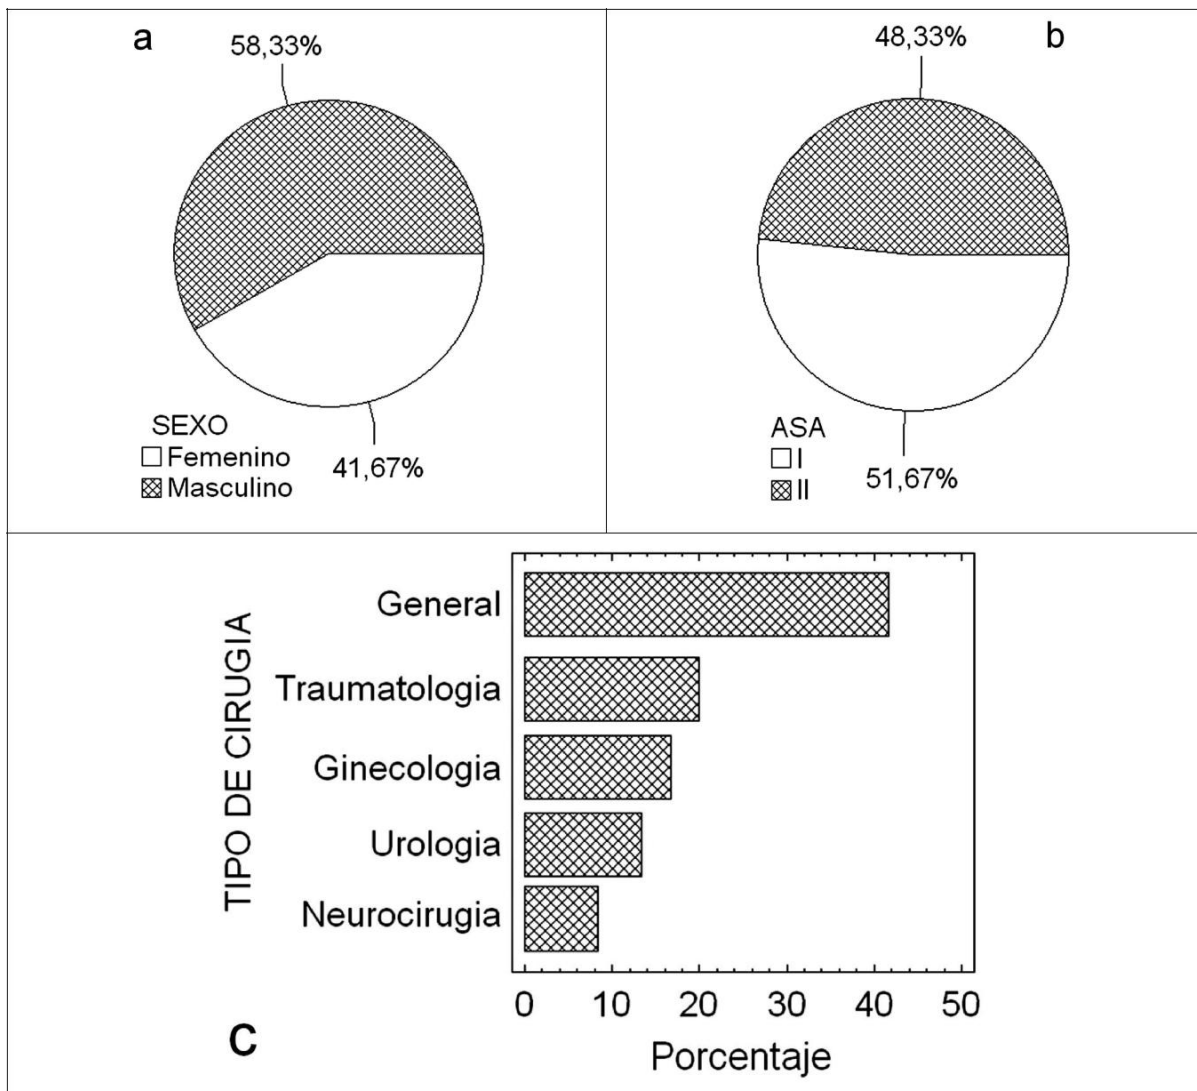 a
58,33%
SEXO
Femenino
Masculino
41,67%
b
48,33%
ASA
I
II
51,67%
TIPO DE CIRUGIA
General
Traumatologia
Ginecologia
Urologia
Neurocirugia
0 10 20 30 40 50
Porcentaje
c